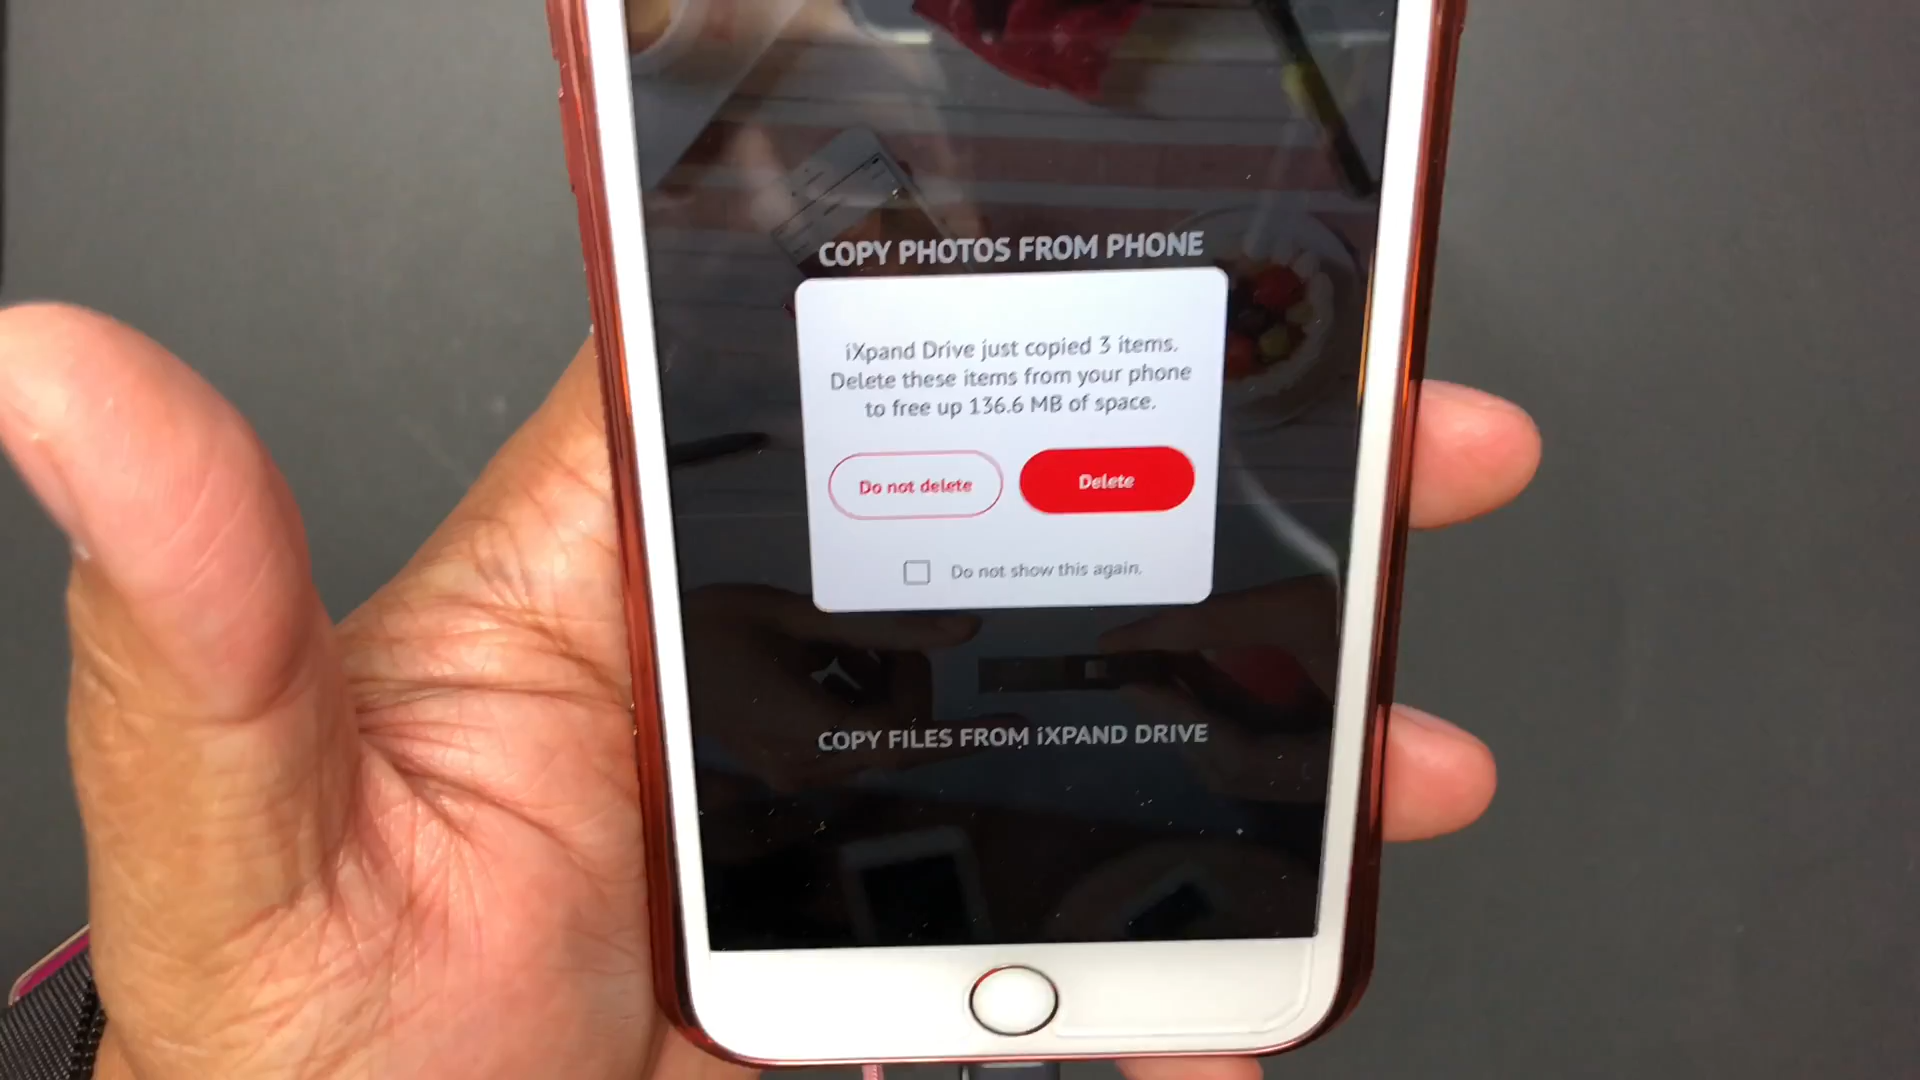 COPY PHOTOS FROM PHONE
iXpand Drive just copied 3 items.
Delete these items from your phone
to free up 136.6 MB of space.
Do not delete
Delete
Do not show this again.
COPY FILES FROM iXPAND DRIVE